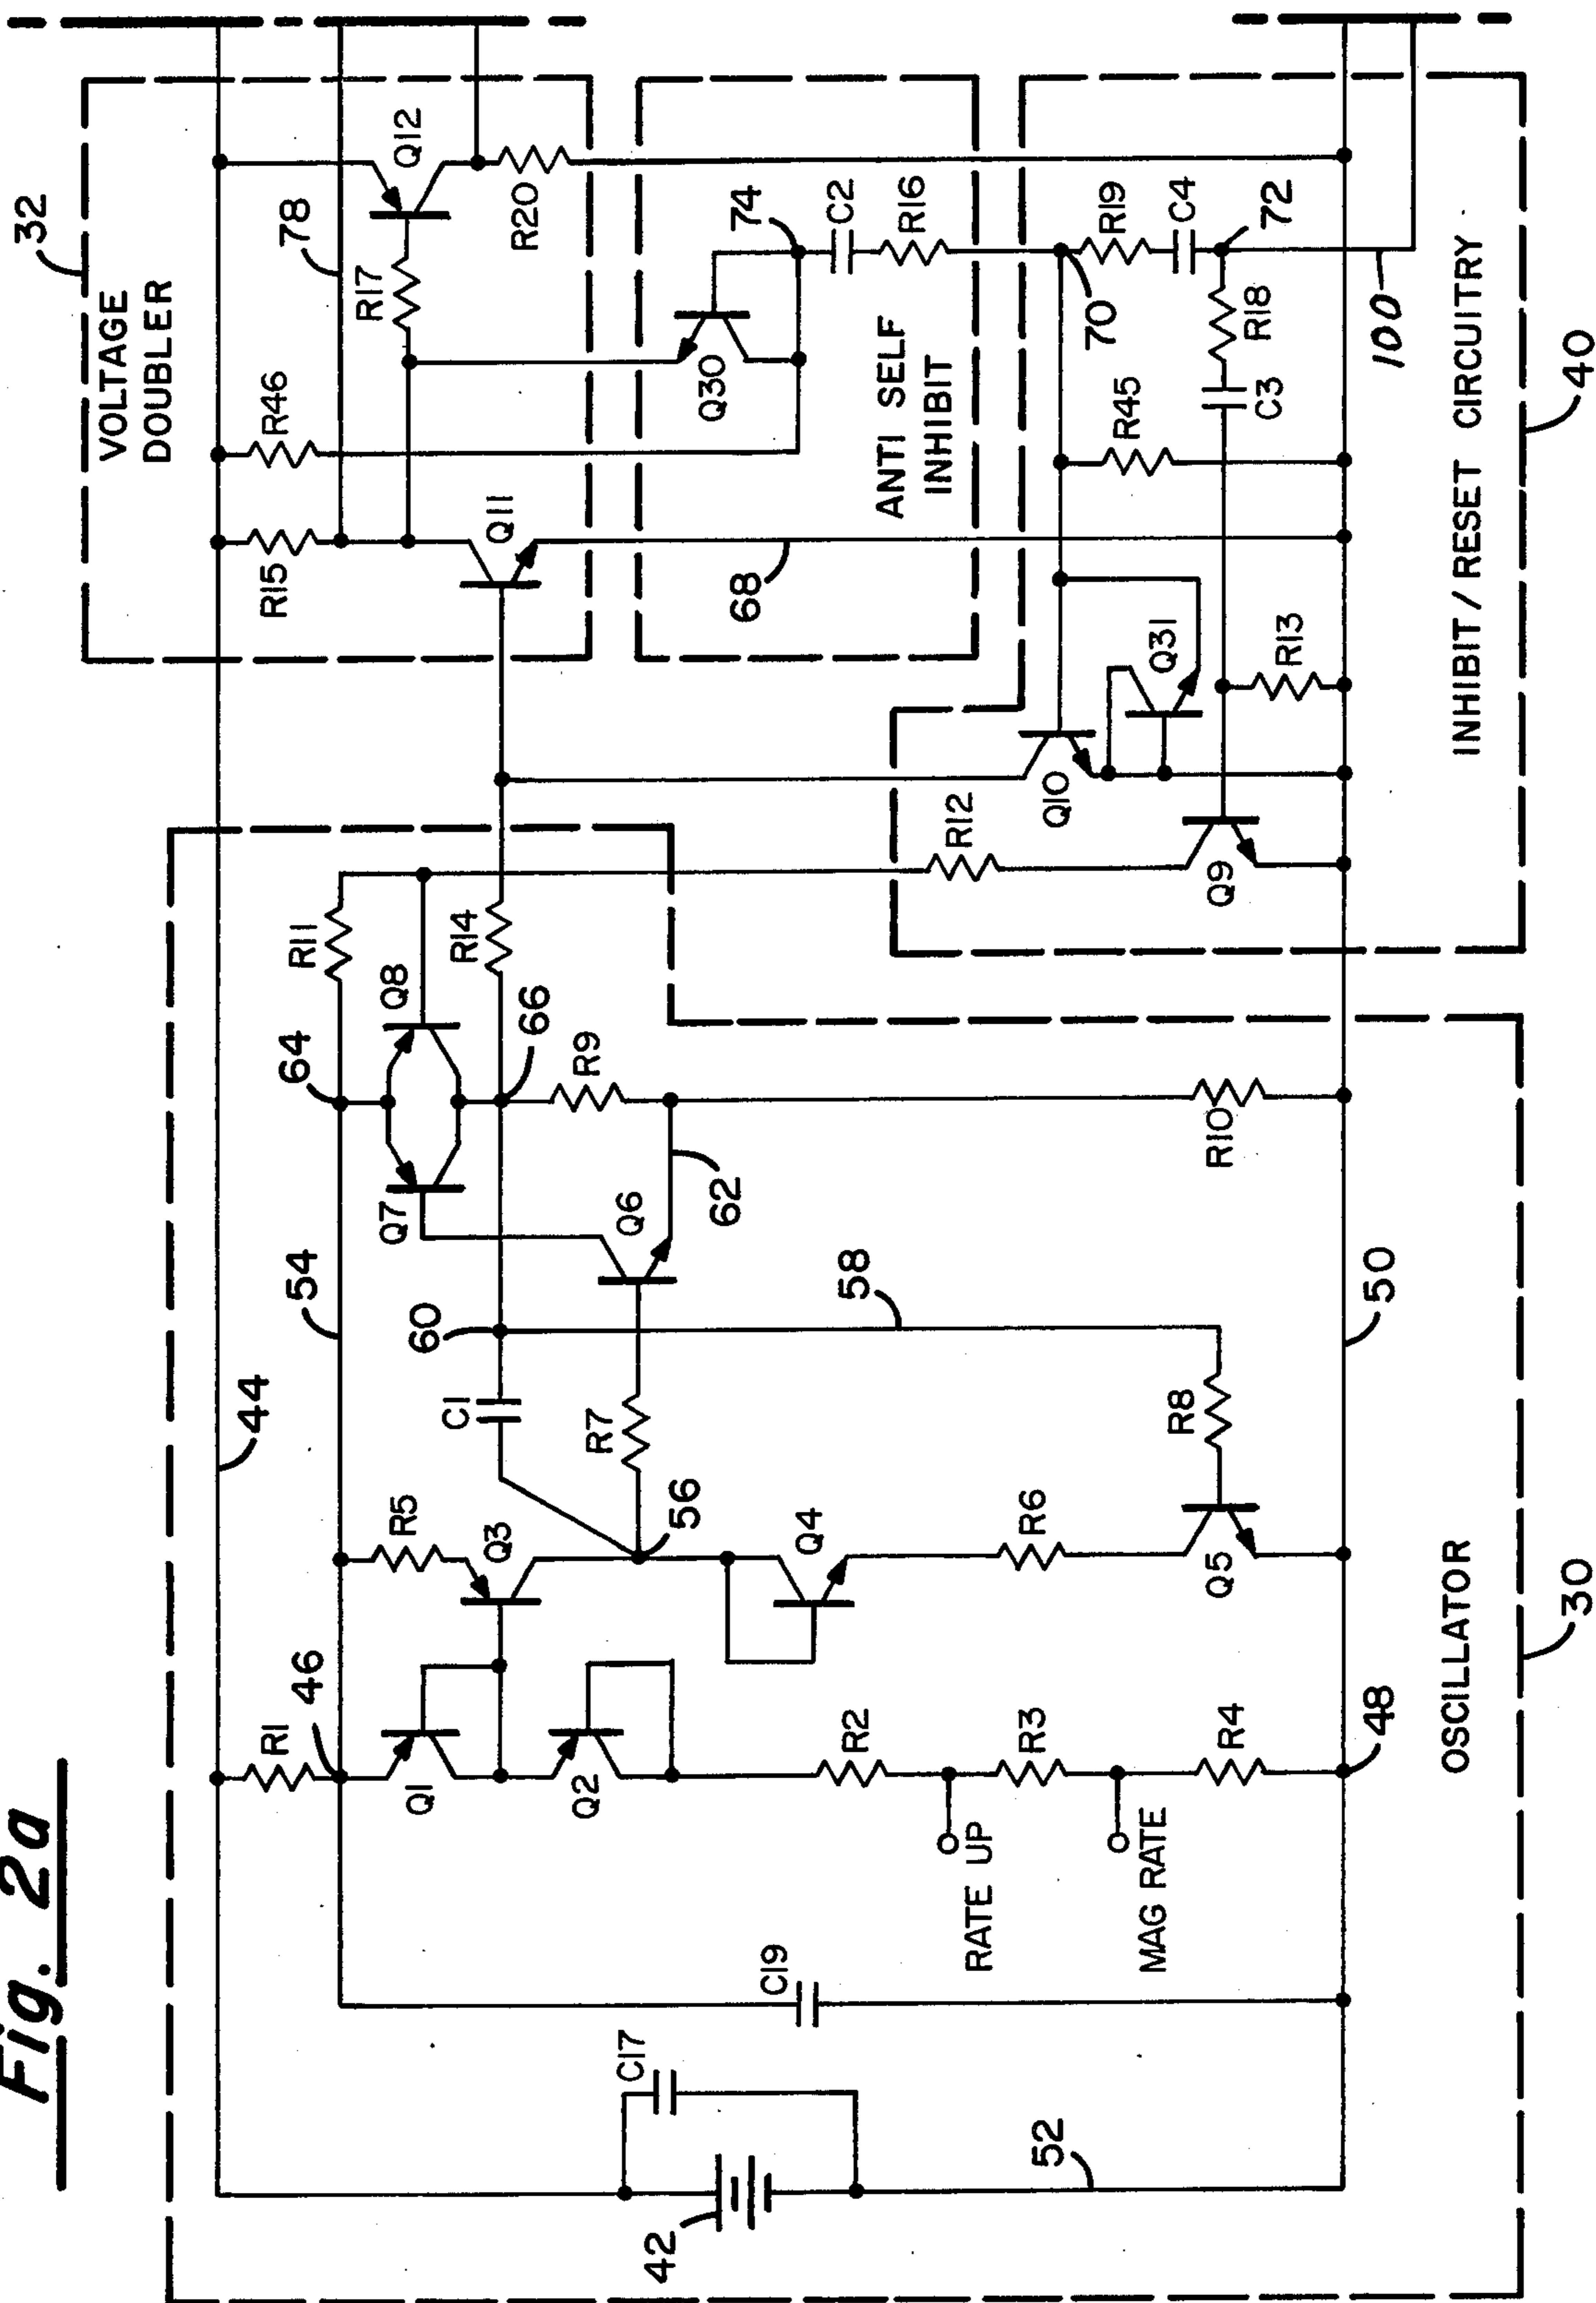 Fig. 2a
32
VOLTAGE
DOUBLER
78
Q12
R17
R20
R46
R15
Q11
68
74
C2
R16
Q30
ANTI SELF
INHIBIT
70
R19
C4
72
R18
C3
100
R45
Q31
R13
Q10
R12
Q9
INHIBIT / RESET CIRCUITRY
40
R11
R14
Q8
64
66
R9
Q7
Q6
62
R10
54
60
58
50
44
C1
R7
R8
56
R5
Q3
Q4
R6
Q5
46
R1
Q1
Q2
R2
R3
R4
48
RATE UP
MAG RATE
OSCILLATOR
30
C19
C17
42
52